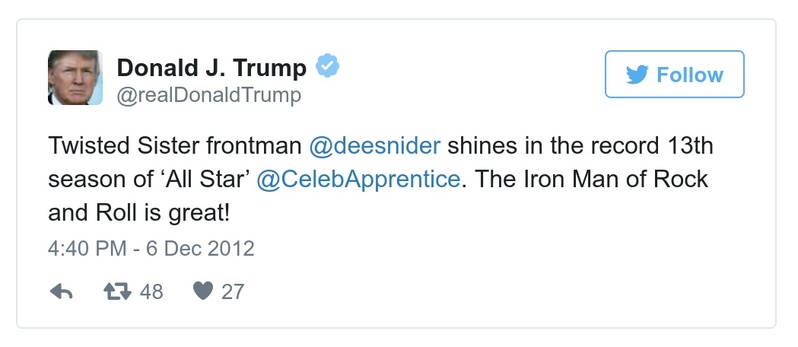 Donald J. Trump
@realDonaldTrump
Follow
Twisted Sister frontman @deesnider shines in the record 13th
season of ‘All Star’ @CelebApprentice. The Iron Man of Rock
and Roll is great!
4:40 PM - 6 Dec 2012
48 27